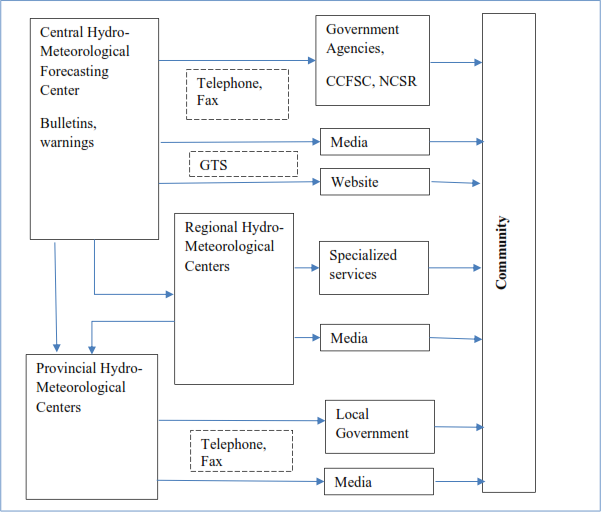 Central Hydro-
Meteorological
Forecasting
Center
Bulletins,
warnings
Telephone,
Fax
GTS
Government
Agencies,
CCFSC, NCSR
Media
Website
Regional Hydro-
Meteorological
Centers
Specialized
services
Media
Provincial Hydro-
Meteorological
Centers
Telephone,
Fax
Local
Government
Media
Community